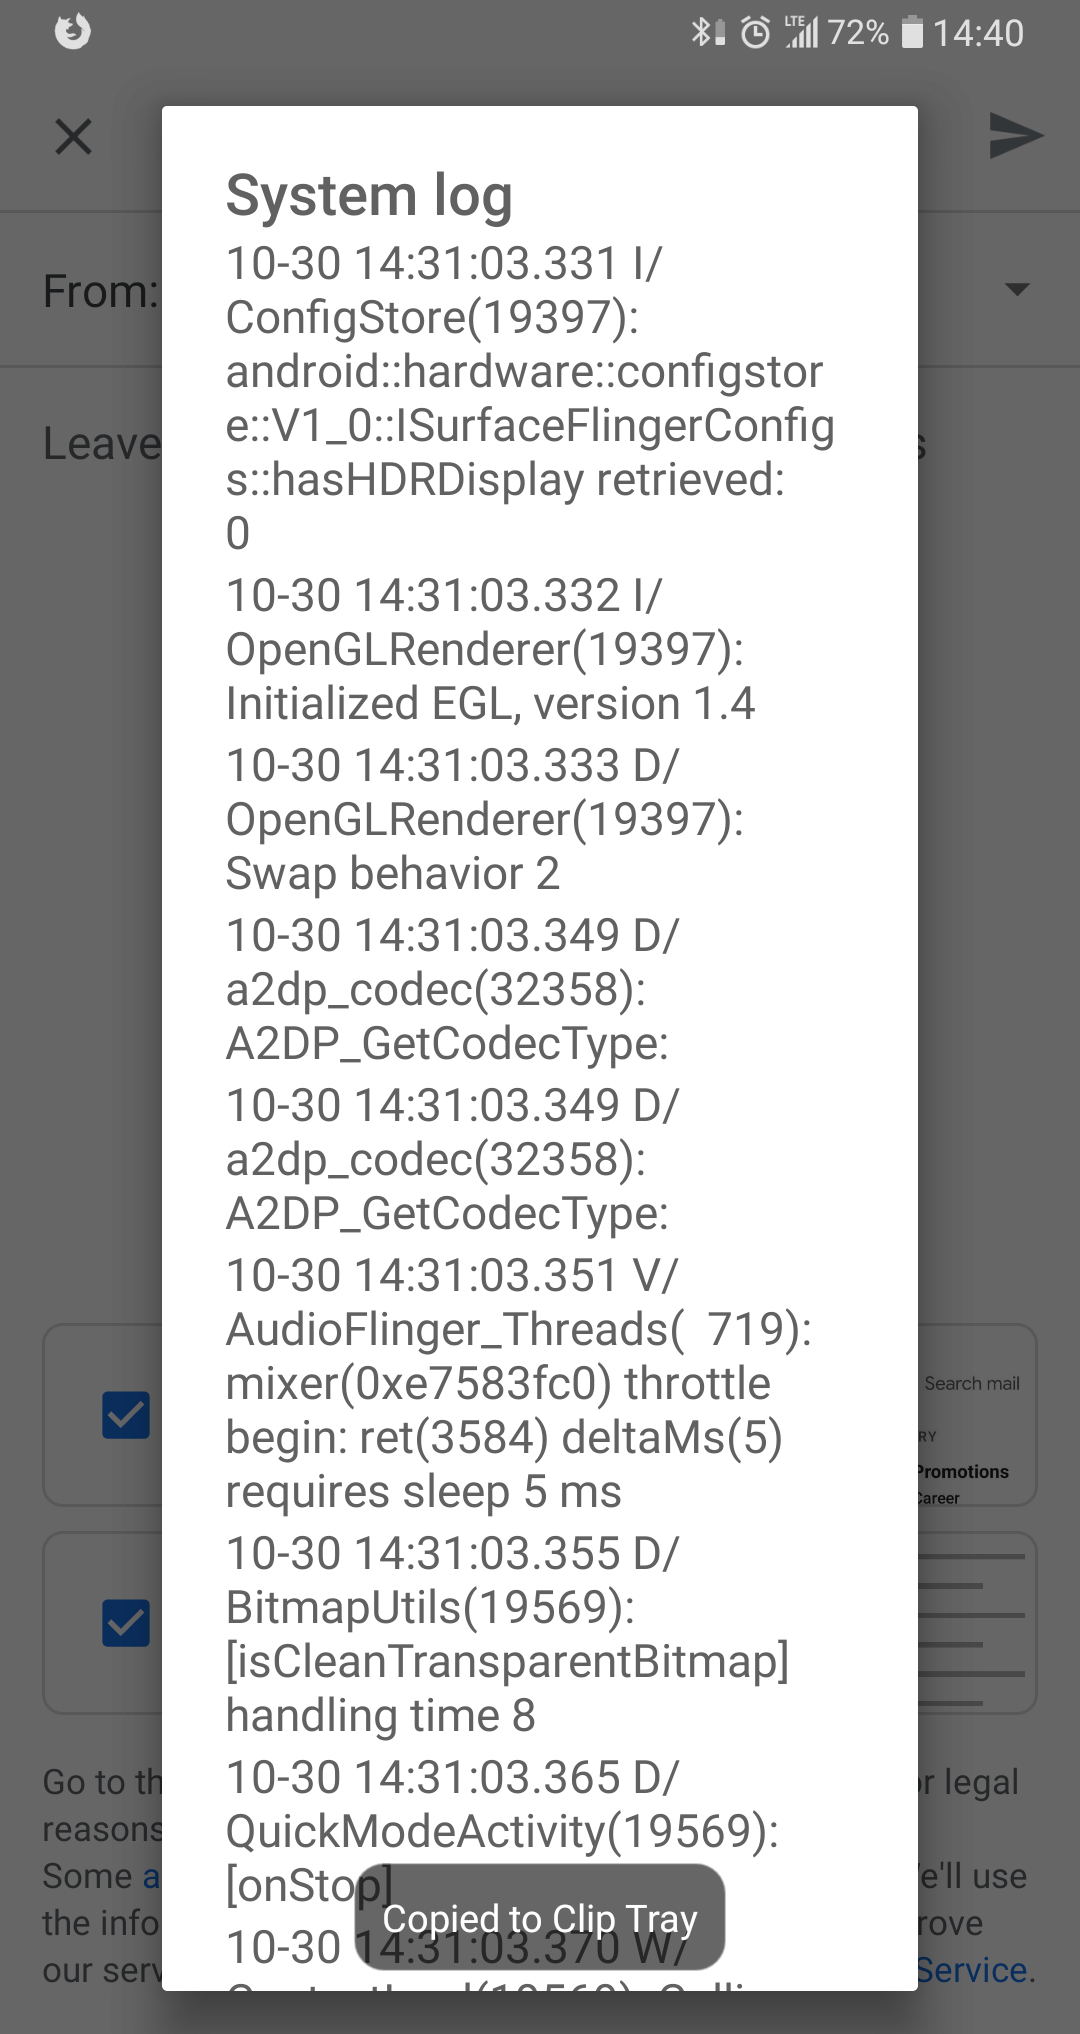 LTE 72% 14:40
System log
10-30 14:31:03.331 I/
From:
ConfigStore(19397):
android::hardware::configstor
e::V1_0::ISurfaceFlingerConfig
Leave
s::hasHDRDisplay retrieved:
0
10-30 14:31:03.332 I/
OpenGLRenderer(19397):
Initialized EGL, version 1.4
10-30 14:31:03.333 D/
OpenGLRenderer(19397):
Swap behavior 2
10-30 14:31:03.349 D/
a2dp_codec(32358):
A2DP_GetCodecType:
10-30 14:31:03.349 D/
a2dp_codec(32358):
A2DP_GetCodecType:
10-30 14:31:03.351 V/
AudioFlinger_Threads(  719):
mixer(0xe7583fc0) throttle
Search mail
begin: ret(3584) deltaMs(5)
RY
requires sleep 5 ms
Promotions
Career
10-30 14:31:03.355 D/
BitmapUtils(19569):
[isCleanTransparentBitmap]
handling time 8
10-30 14:31:03.365 D/
Go to th
or legal
QuickModeActivity(19569):
reasons
[onStop]
Some a
e'll use
Copied to Clip Tray
the info
rove
10-30 14:31:03.370 W/
our serv
Service.